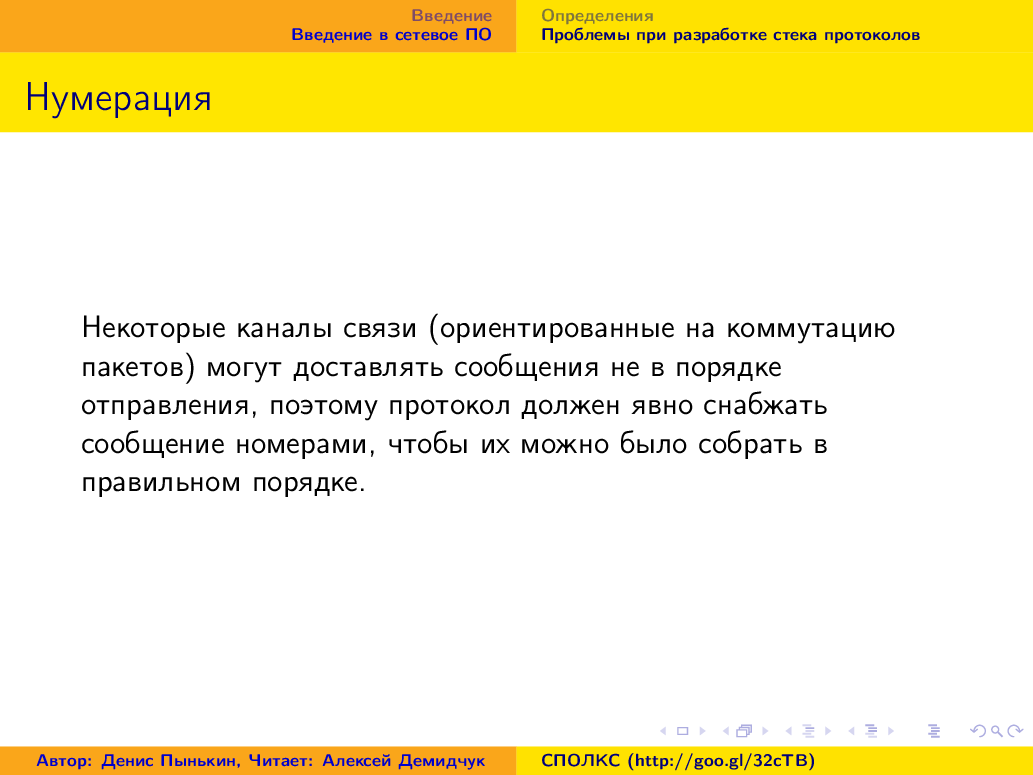 Введение
Введение в сетевое ПО
Определения
Проблемы при разработке стека протоколов
Нумерация
Некоторые каналы связи (ориентированные на коммутацию
пакетов) могут доставлять сообщения не в порядке
отправления, поэтому протокол должен явно снабжать
сообщение номерами, чтобы их можно было собрать в
правильном порядке.
Автор: Денис Пынькин, Читает: Алексей Демидчук
СПОЛКС (http://goo.gl/32cTB)